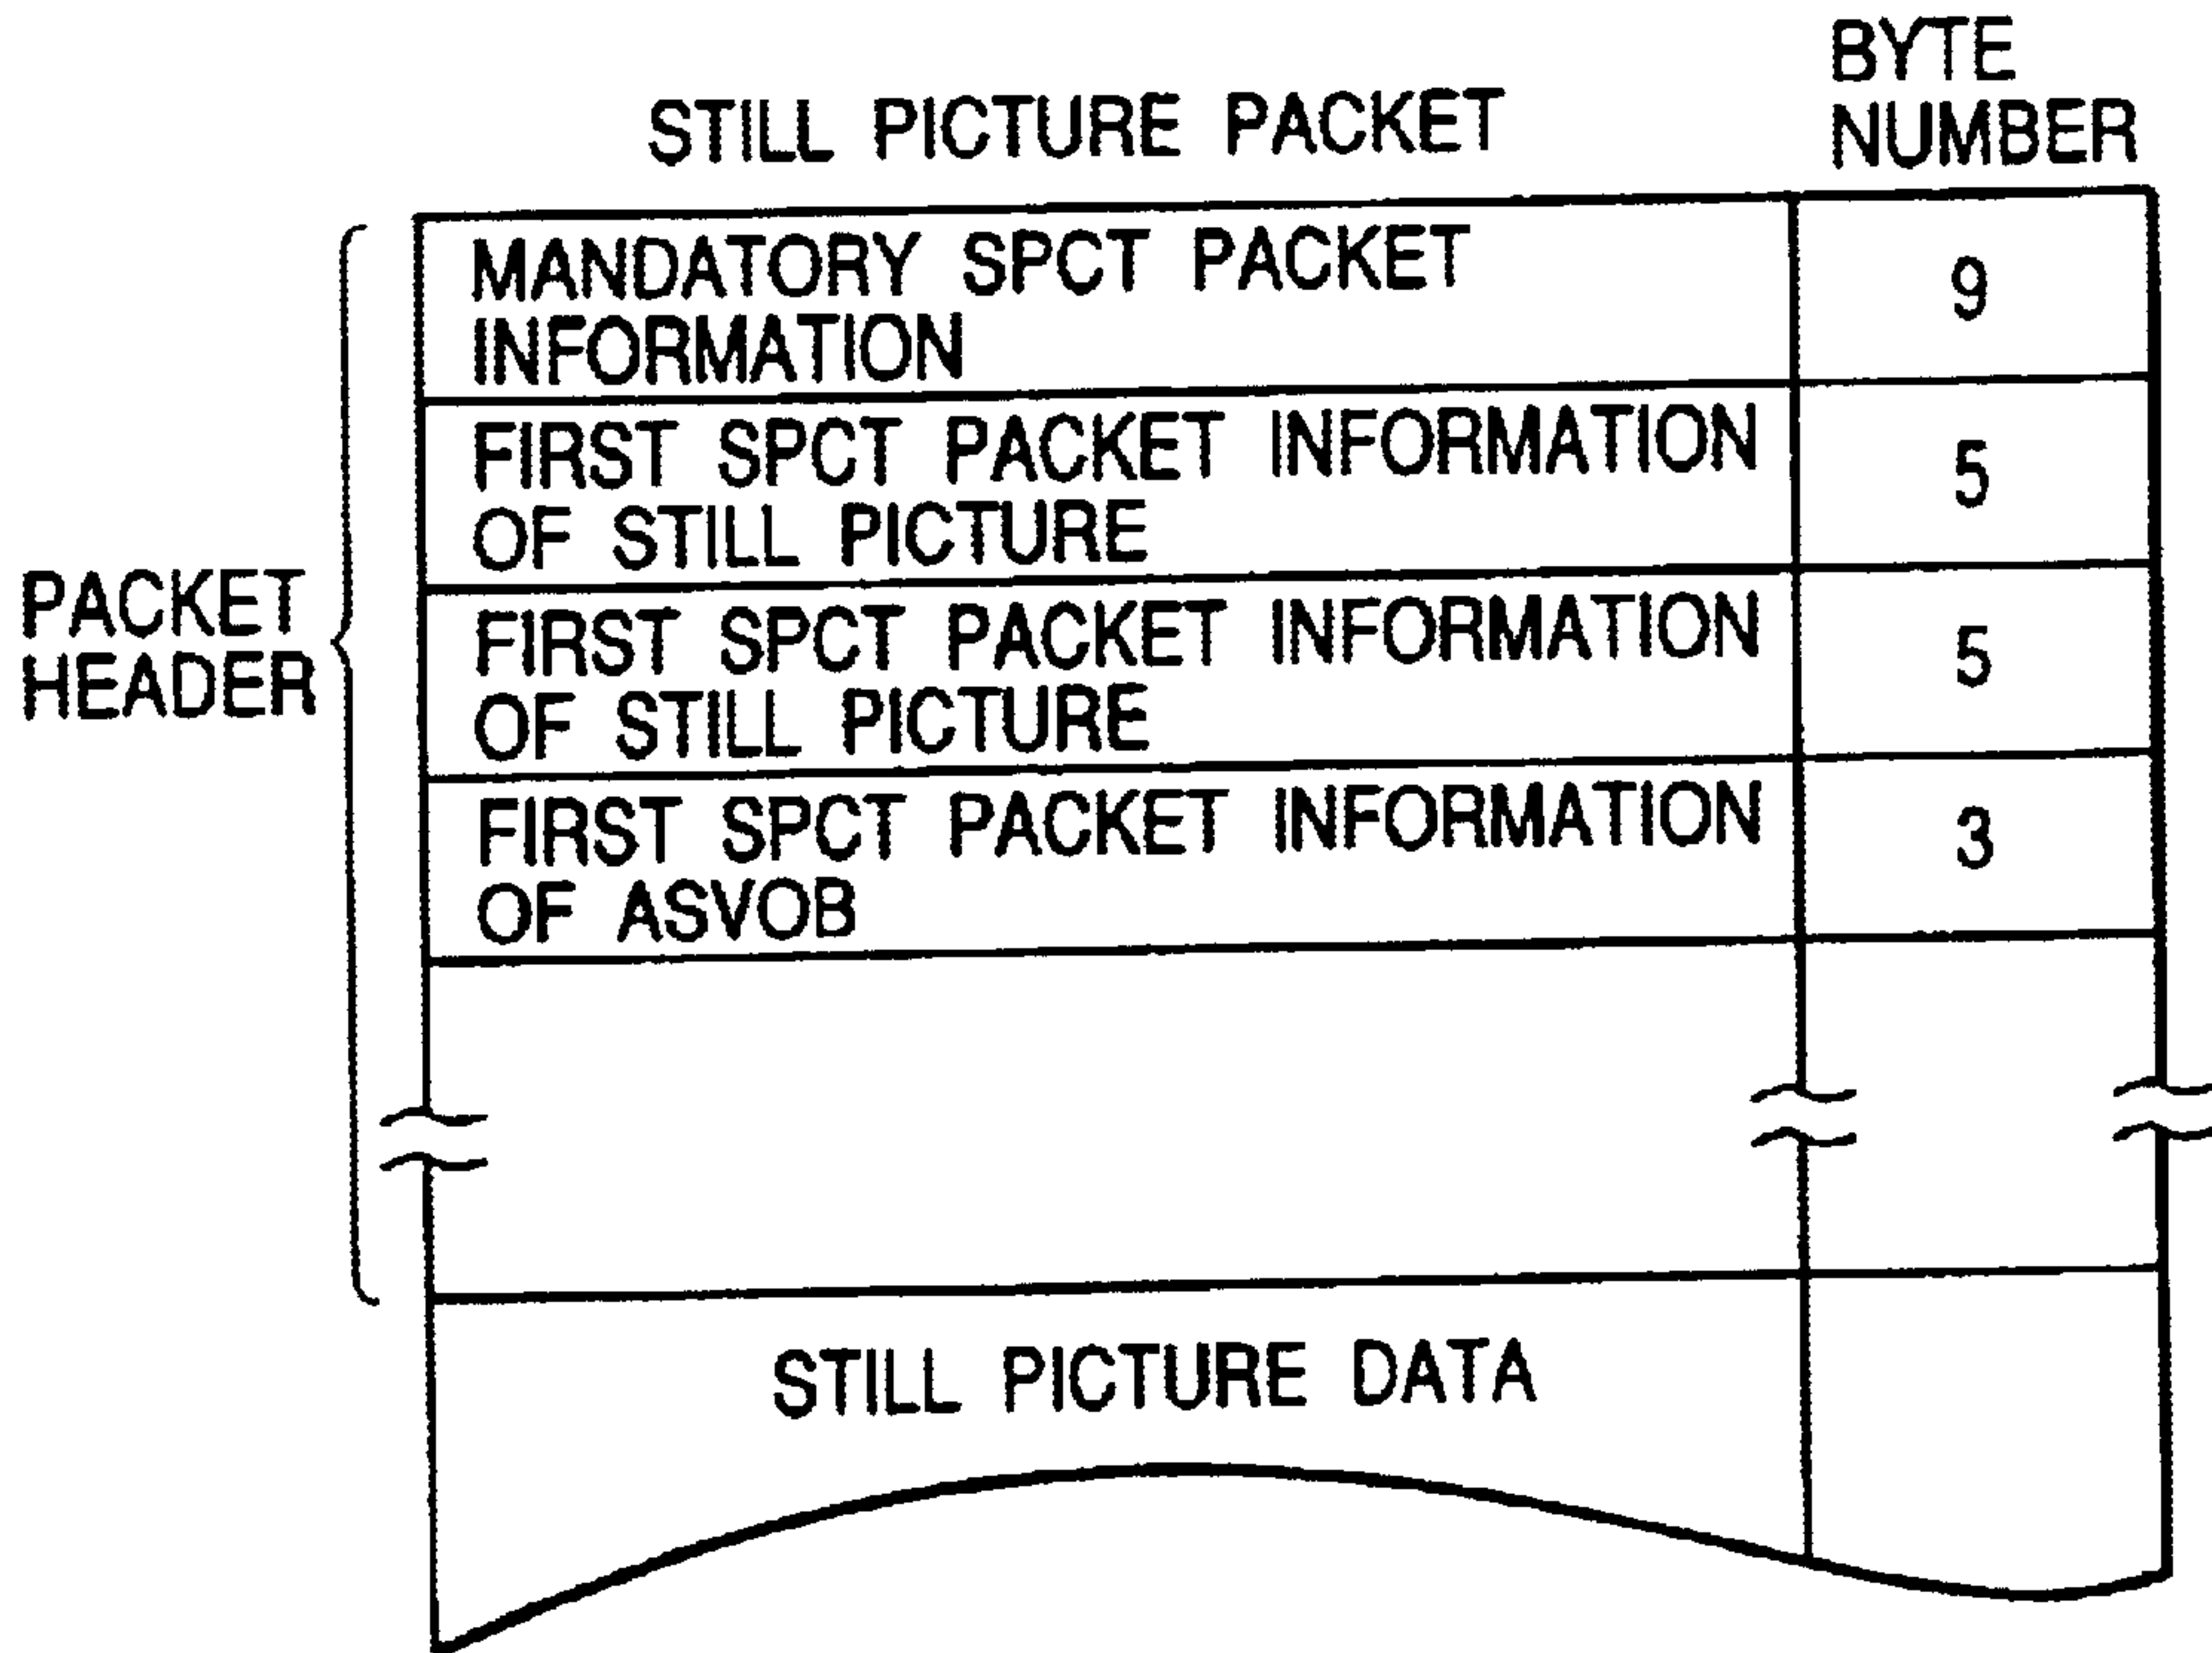 STILL PICTURE PACKET
BYTE
NUMBER
MANDATORY SPCT PACKET
INFORMATION
9
FIRST SPCT PACKET INFORMATION
OF STILL PICTURE
5
FIRST SPCT PACKET INFORMATION
OF STILL PICTURE
5
FIRST SPCT PACKET INFORMATION
OF ASVOB
3
PACKET
HEADER
STILL PICTURE DATA